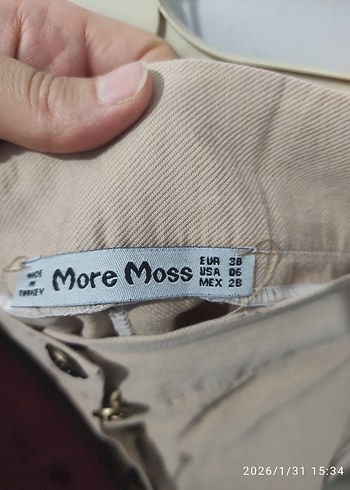 MADE
IN
TURKEY
More Moss
EUR 38
USA 06
MEX 28
2026/1/31 15:34